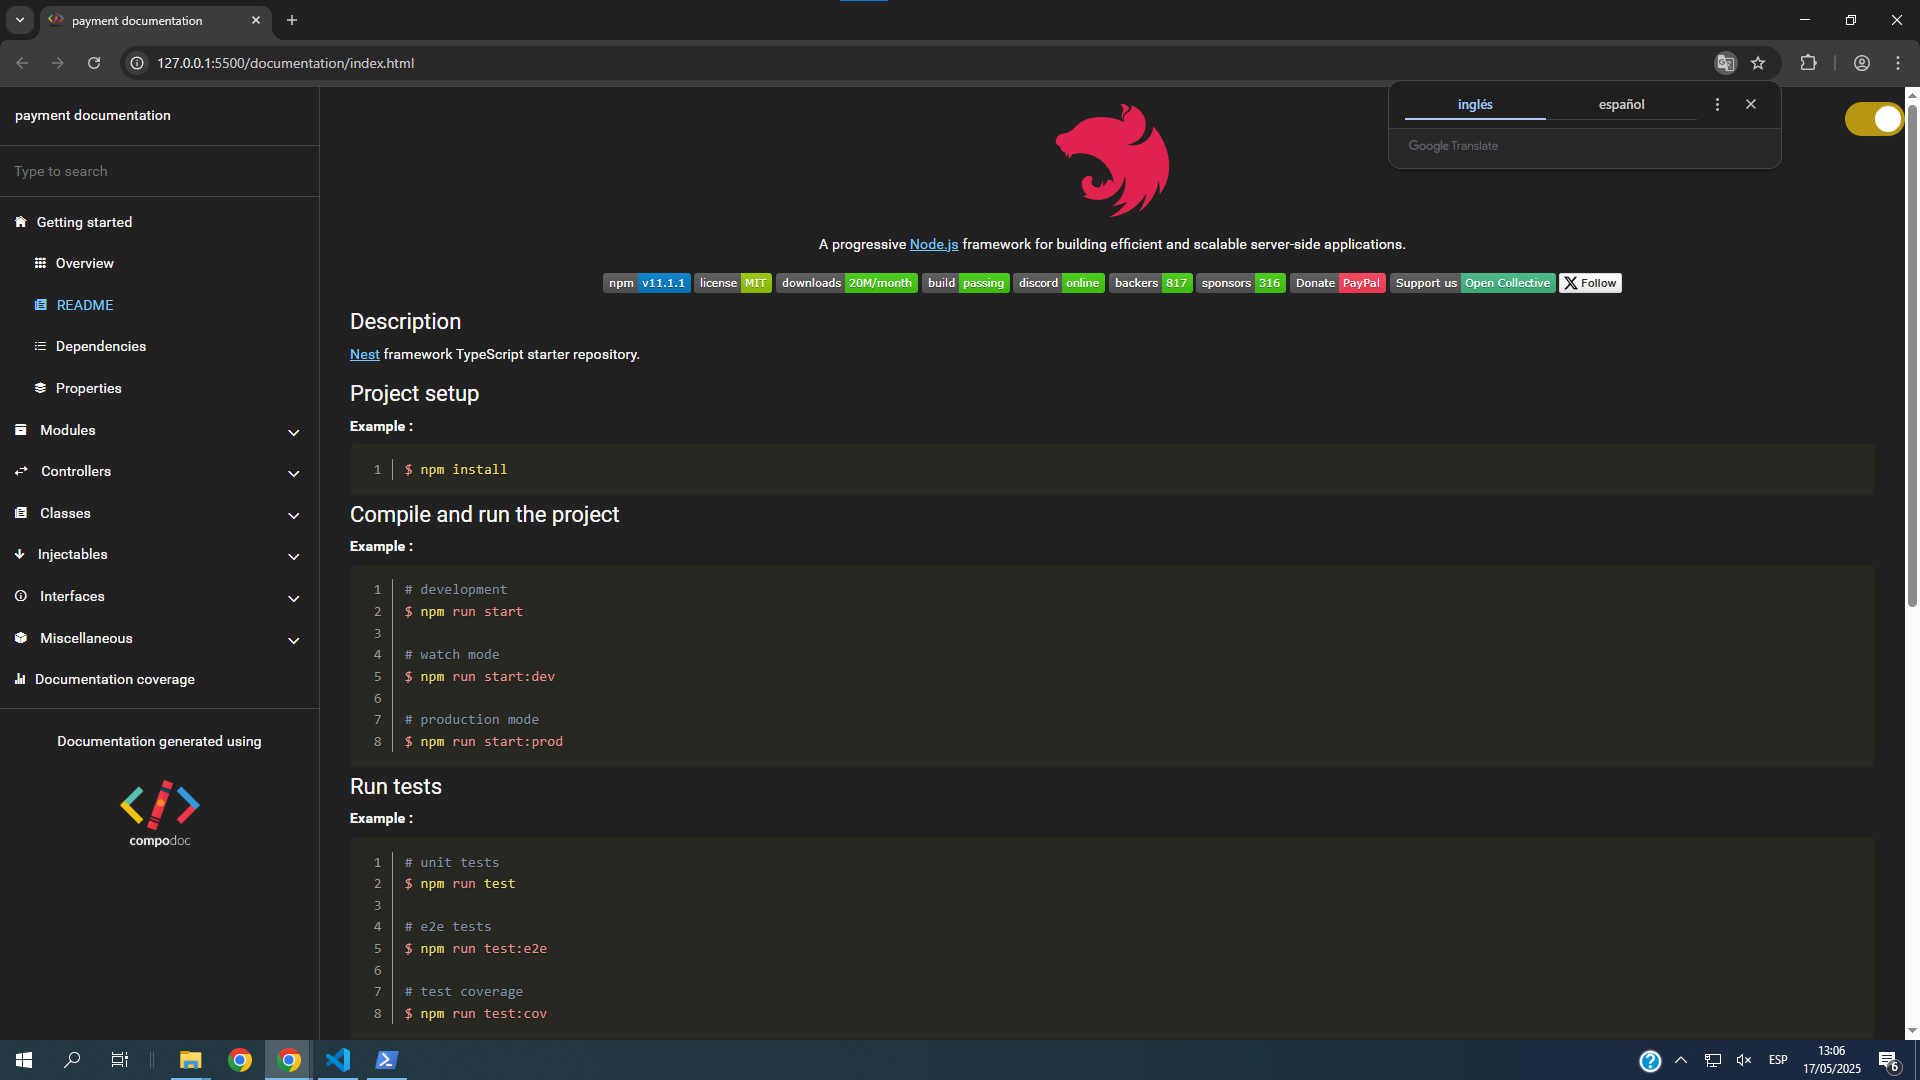 payment documentation
127.0.0.1:5500/documentation/index.html
inglés
español
Google Translate
payment documentation
Type to search
Getting started
Overview
README
Dependencies
Properties
Modules
Controllers
Classes
Injectables
Interfaces
Miscellaneous
Documentation coverage
Documentation generated using
compodoc
A progressive Node.js framework for building efficient and scalable server-side applications.
npm v11.1.1 license MIT downloads 20M/month build passing discord online backers 817 sponsors 316 Donate PayPal Support us Open Collective X Follow
Description
Nest framework TypeScript starter repository.
Project setup
Example :
1 $ npm install
Compile and run the project
Example :
1 # development
2 $ npm run start
3
4 # watch mode
5 $ npm run start:dev
6
7 # production mode
8 $ npm run start:prod
Run tests
Example :
1 # unit tests
2 $ npm run test
3
4 # e2e tests
5 $ npm run test:e2e
6
7 # test coverage
8 $ npm run test:cov
ESP
13:06
17/05/2025
6